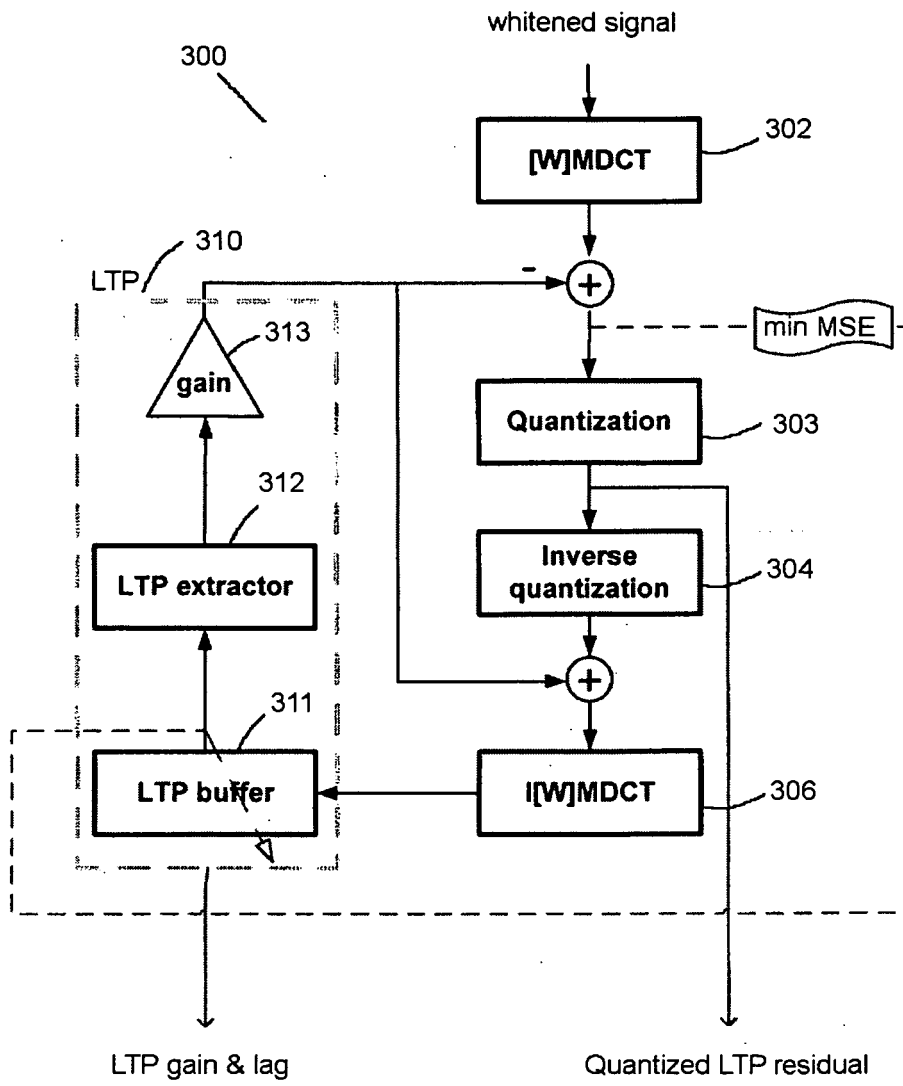 whitened signal
300
302
[W]MDCT
310
LTP
-
+
313
min MSE
gain
Quantization
303
312
Inverse
quantization
304
LTP extractor
+
311
LTP buffer
I[W]MDCT
306
LTP gain & lag
Quantized LTP residual